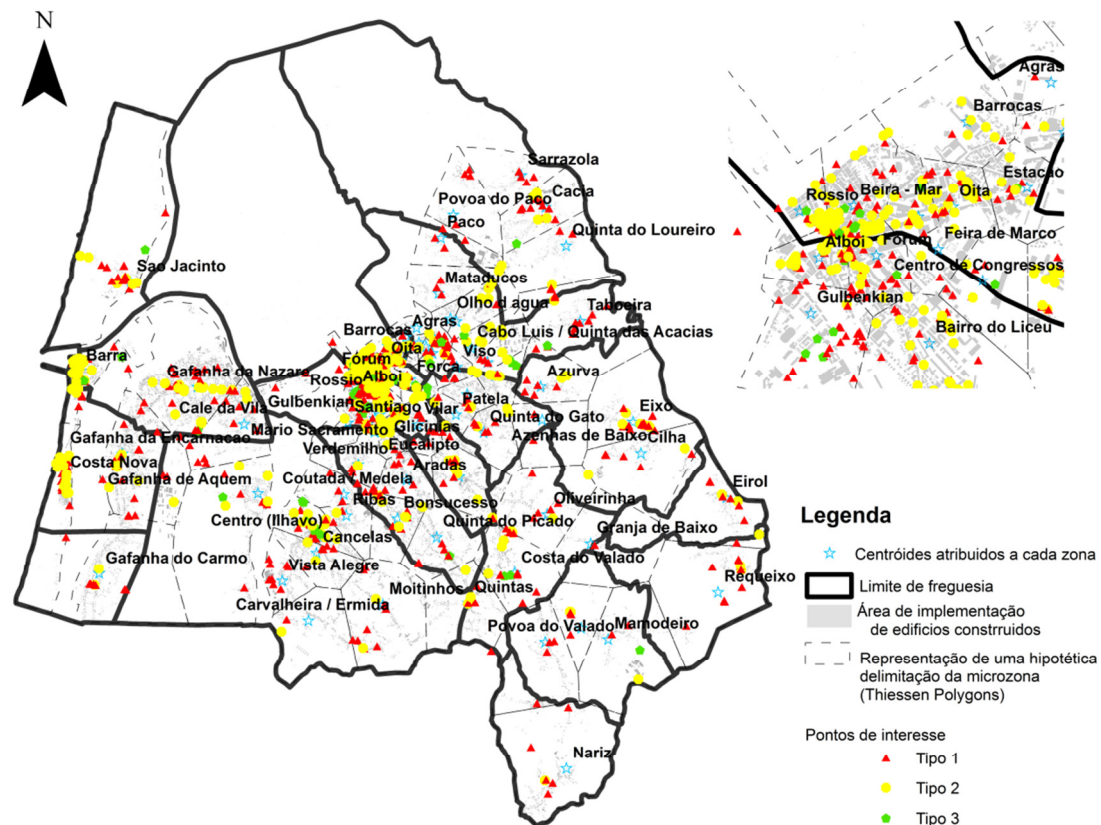 N
Sarrazola
Cacia
Povoa do Paco
Paco
Quinta do Loureiro
Sao Jacinto
Mataducos
Olho d agua
Taboeira
Agras
Barrocas
Cabo Luis / Quinta das Acacias
Oita
Viso
Barra
Fórum
Força
Gafanha da Nazare
Rossio
Alboi
Azurva
Gulbenkian
Patela
Cale da Vila
Santiago
Vilar
Eixo
Quinta do Gato
Mario Sacramento
Glicinias
Gafanha da Encarnacao
Azenhas de Baixo
Cilha
Verdemilho
Eucalipto
Costa Nova
Aradas
Gafanha de Aquem
Coutada / Medela
Eirol
Ribas
Bonsucesso
Oliveirinha
Centro (Ilhavo)
Quinta do Picado
Granja de Baixo
Cancelas
Gafanha do Carmo
Costa do Valado
Vista Alegre
Requeixo
Moitinhos
Quintas
Carvalheira / Ermida
Povoa do Valado
Mamodeiro
Nariz
Agras
Barrocas
Estacao
Rossio
Beira - Mar
Oita
Feira de Marco
Alboi
Forum
Centro de Congressos
Gulbenkian
Bairro do Liceu
Legenda
Centróides atribuidos a cada zona
Limite de freguesia
Área de implementação
de edificios constrruidos
Representação de uma hipotética
delimitação da microzona
(Thiessen Polygons)
Pontos de interesse
Tipo 1
Tipo 2
Tipo 3